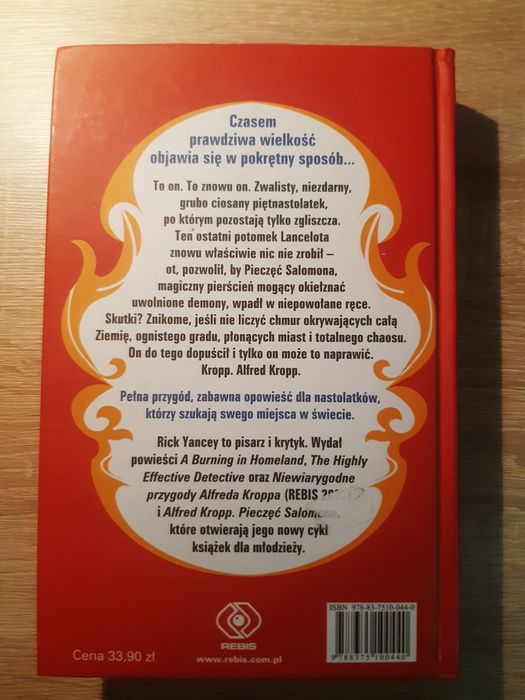 Czasem
prawdziwa wielkość
objawia się w pokrętny sposób...
To on. To znowu on. Zwalisty, niezdarny,
grubo ciosany piętnastolatek,
po którym pozostają tylko zgliszcza.
Ten ostatni potomek Lancelota
znowu właściwie nic nie zrobił –
ot, pozwolił, by Pieczęć Salomona,
magiczny pierścień mogący okiełznać
uwolnione demony, wpadł w niepowołane ręce.
Skutki? Znikome, jeśli nie liczyć chmur okrywających całą
Ziemię, ognistego gradu, płonących miast i totalnego chaosu.
On do tego dopuścił i tylko on może to naprawić.
Kropp. Alfred Kropp.
Pełna przygód, zabawna opowieść dla nastolatków,
którzy szukają swego miejsca w świecie.
Rick Yancey to pisarz i krytyk. Wydał
powieści A Burning in Homeland, The Highly
Effective Detective oraz Niewiarygodne
przygody Alfreda Kroppa (REBIS
i Alfred Kropp. Pieczęć Salomona,
które otwierają jego nowy cykl
książek dla młodzieży.
ISBN 978-83-7510-044-0
9 788375 100440
REBIS
www.rebis.com.pl
Cena 33,90 zł